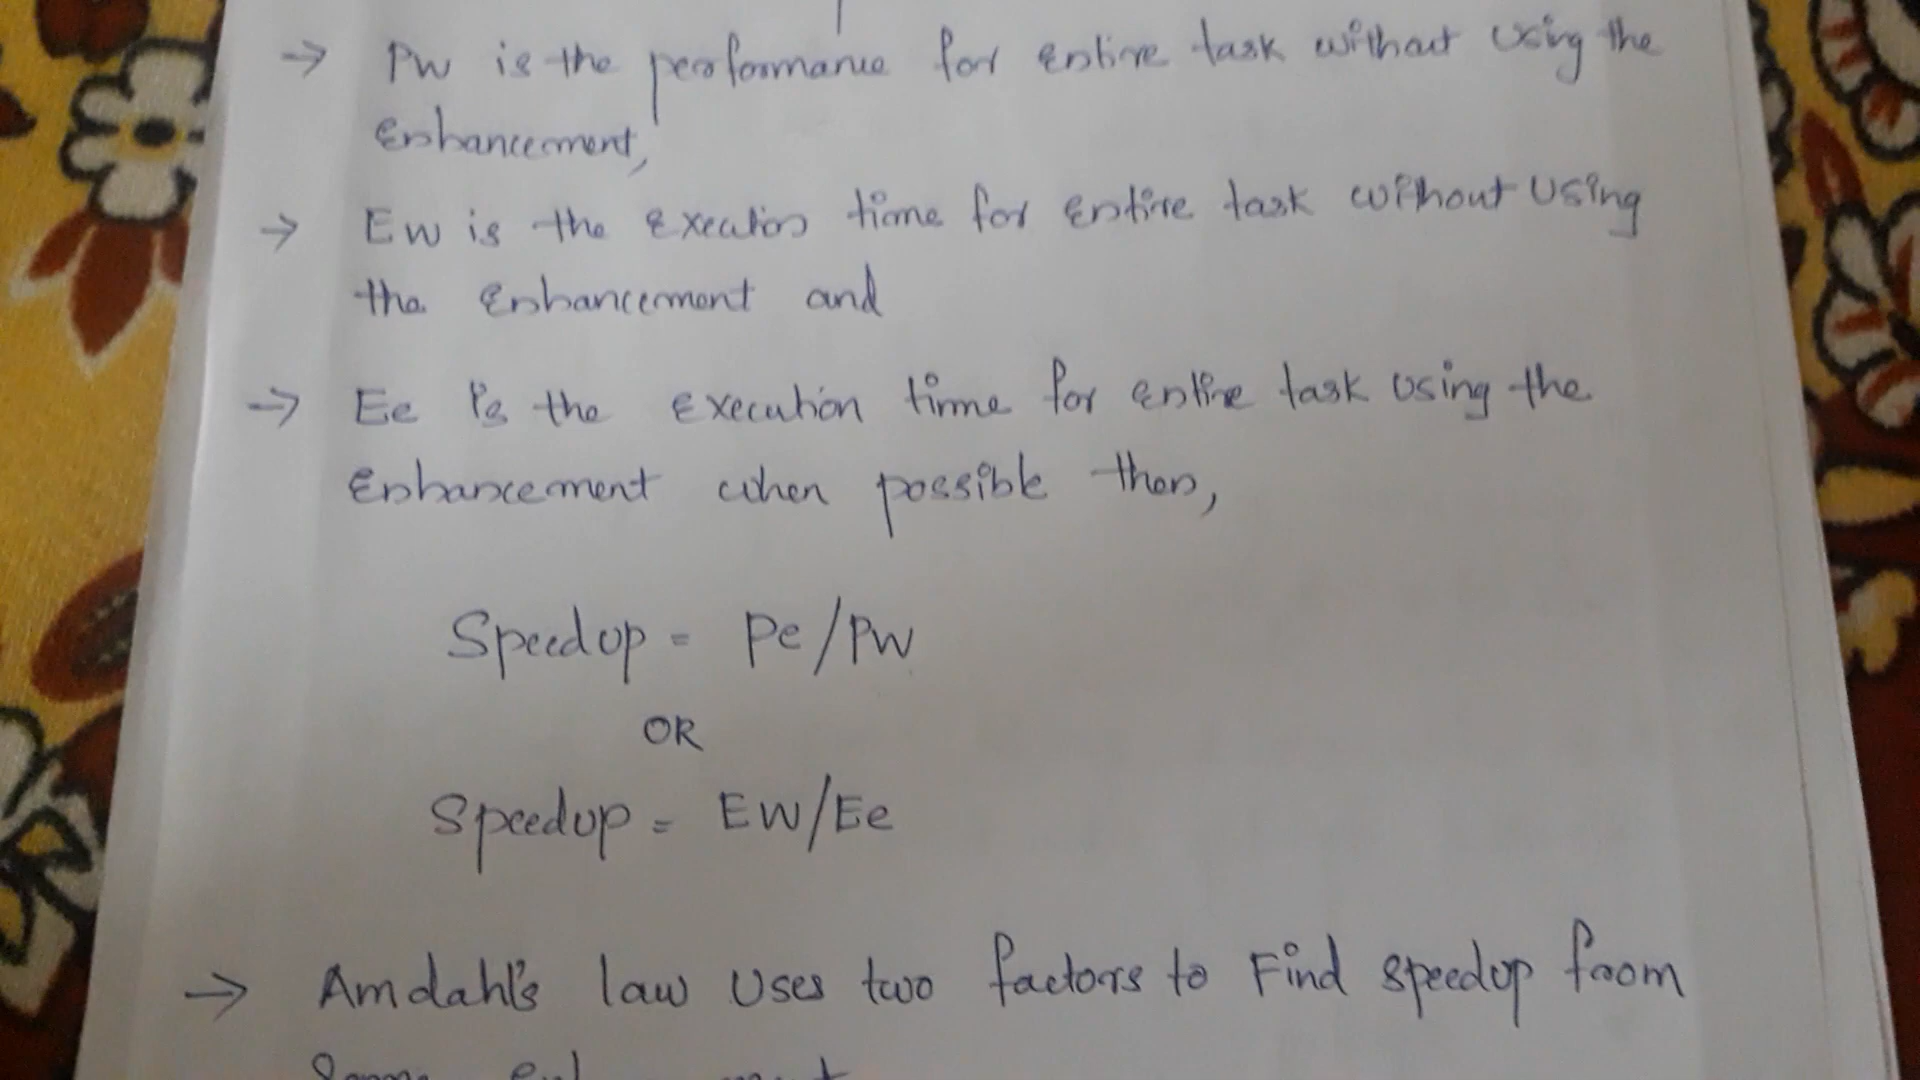 → Pw is the performance for entire task without using the
enhancement,
→ Ew is the execution time for entire task without using
the enhancement and
→ Ee is the execution time for entire task using the
enhancement when possible then,
Speedup = Pe/Pw
OR
Speedup = Ew/Ee
→ Amdahl's law uses two factors to find speedup from